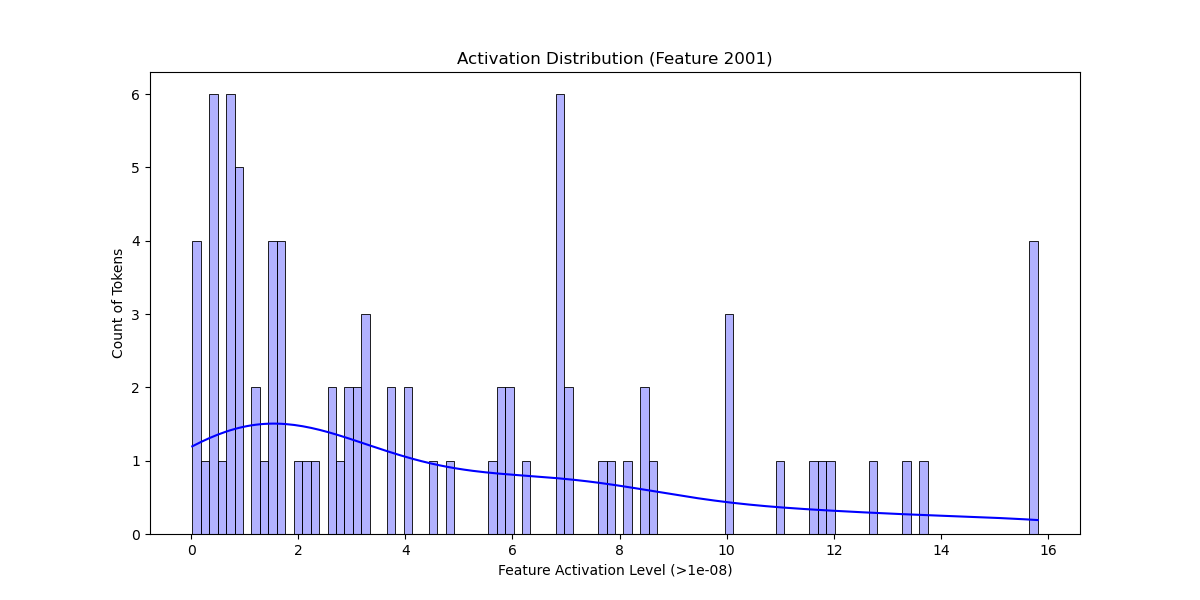 Activation Distribution (Feature 2001)
6
5
4
3
2
1
0
Count of Tokens
0 2 4 6 8 10 12 14 16
Feature Activation Level (>1e-08)